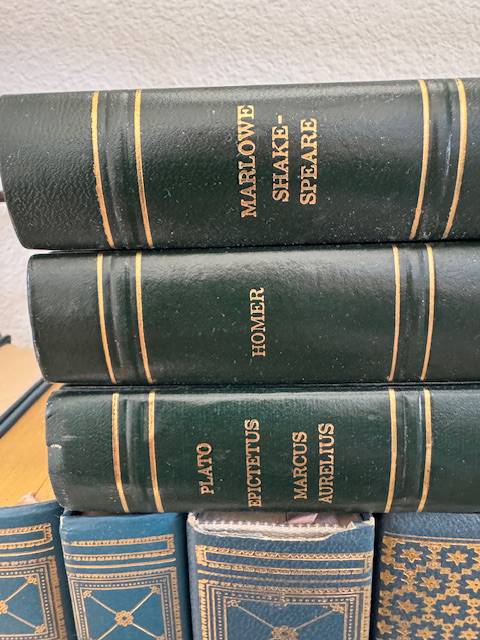 MARLOWE
SHAKE-
SPEARE
HOMER
PLATO
EPICTETUS
MARCUS
AURELIUS